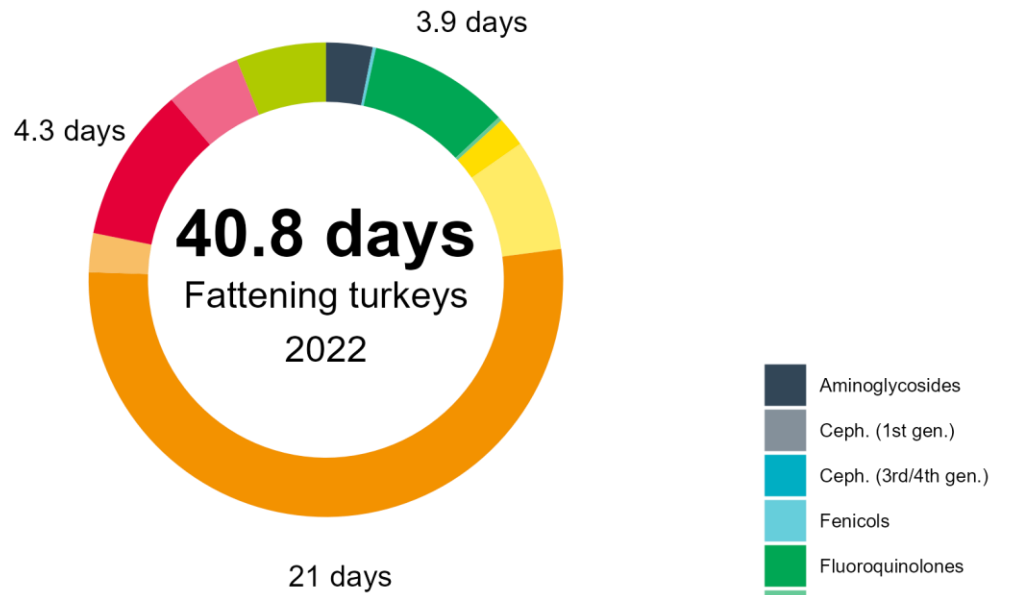 3.9 days
4.3 days
40.8 days
Fattening turkeys
2022
21 days
Aminoglycosides
Ceph. (1st gen.)
Ceph. (3rd/4th gen.)
Fenicols
Fluoroquinolones